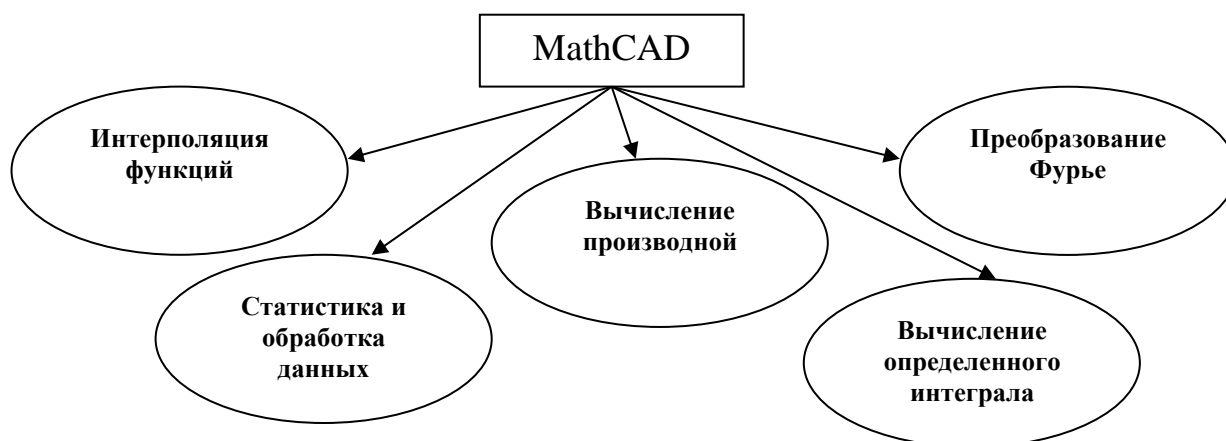 MathCAD
Интерполяция
функций
Преобразование
Фурье
Вычисление
производной
Статистика и
обработка
данных
Вычисление
определенного
интеграла